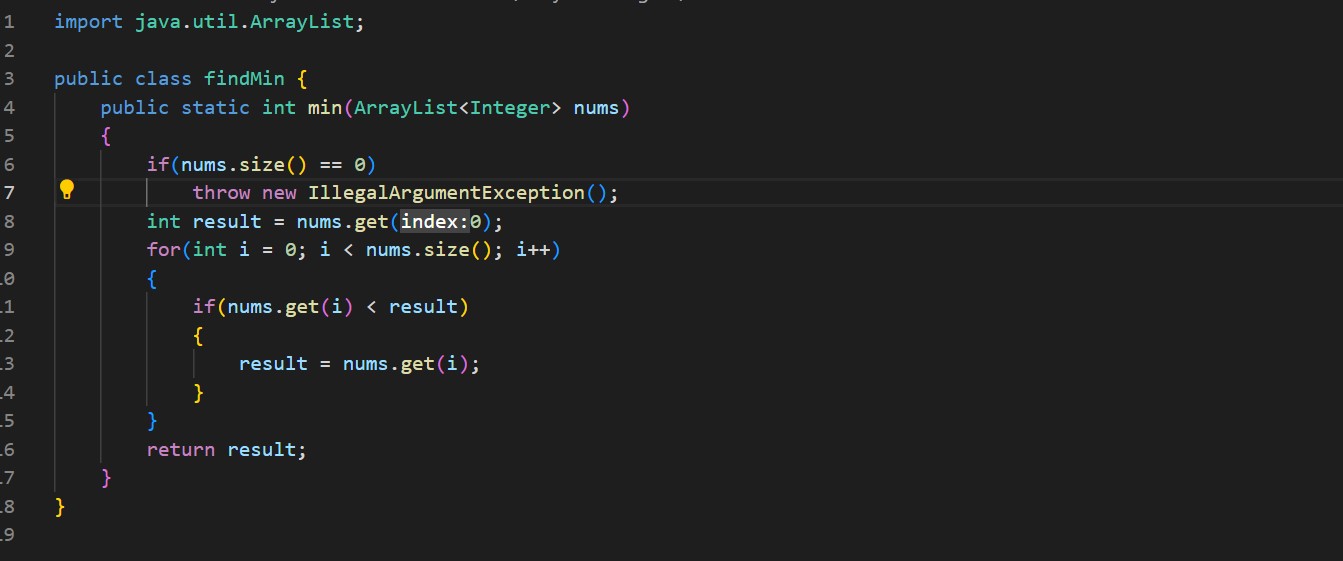 1 import java.util.ArrayList;
2
3 public class findMin {
4     public static int min(ArrayList<Integer> nums)
5     {
6         if(nums.size() == 0)
7             throw new IllegalArgumentException();
8         int result = nums.get(index:0);
9         for(int i = 0; i < nums.size(); i++)
10         {
11             if(nums.get(i) < result)
12             {
13                 result = nums.get(i);
14             }
15         }
16         return result;
17     }
18 }
19